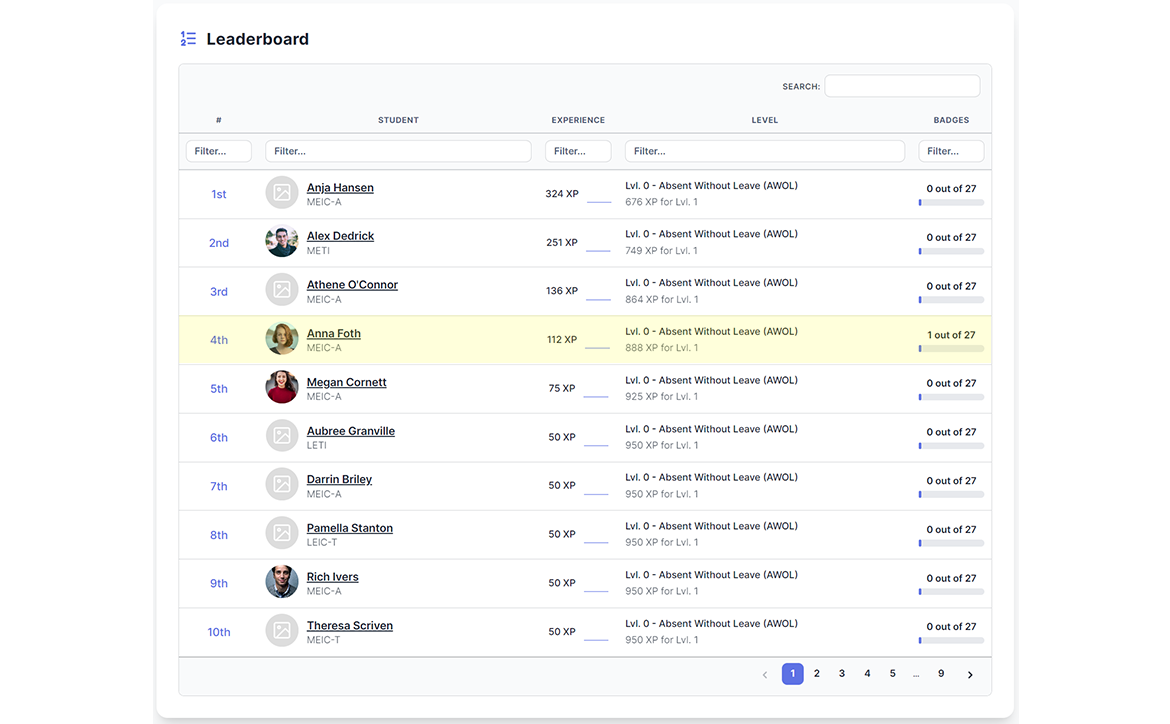 Leaderboard
SEARCH:
# STUDENT EXPERIENCE LEVEL BADGES
Filter... Filter... Filter... Filter... Filter...
1st Anja Hansen 324 XP Lvl. 0 - Absent Without Leave (AWOL) 0 out of 27
MEIC-A 676 XP for Lvl. 1
2nd Alex Dedrick 251 XP Lvl. 0 - Absent Without Leave (AWOL) 0 out of 27
METI 749 XP for Lvl. 1
3rd Athene O'Connor 136 XP Lvl. 0 - Absent Without Leave (AWOL) 0 out of 27
MEIC-A 864 XP for Lvl. 1
4th Anna Foth 112 XP Lvl. 0 - Absent Without Leave (AWOL) 1 out of 27
MEIC-A 888 XP for Lvl. 1
5th Megan Cornett 75 XP Lvl. 0 - Absent Without Leave (AWOL) 0 out of 27
MEIC-A 925 XP for Lvl. 1
6th Aubree Granville 50 XP Lvl. 0 - Absent Without Leave (AWOL) 0 out of 27
LETI 950 XP for Lvl. 1
7th Darrin Briley 50 XP Lvl. 0 - Absent Without Leave (AWOL) 0 out of 27
MEIC-A 950 XP for Lvl. 1
8th Pamella Stanton 50 XP Lvl. 0 - Absent Without Leave (AWOL) 0 out of 27
LEIC-T 950 XP for Lvl. 1
9th Rich Ivers 50 XP Lvl. 0 - Absent Without Leave (AWOL) 0 out of 27
MEIC-A 950 XP for Lvl. 1
10th Theresa Scriven 50 XP Lvl. 0 - Absent Without Leave (AWOL) 0 out of 27
MEIC-T 950 XP for Lvl. 1
‹ 1 2 3 4 5 ... 9 ›